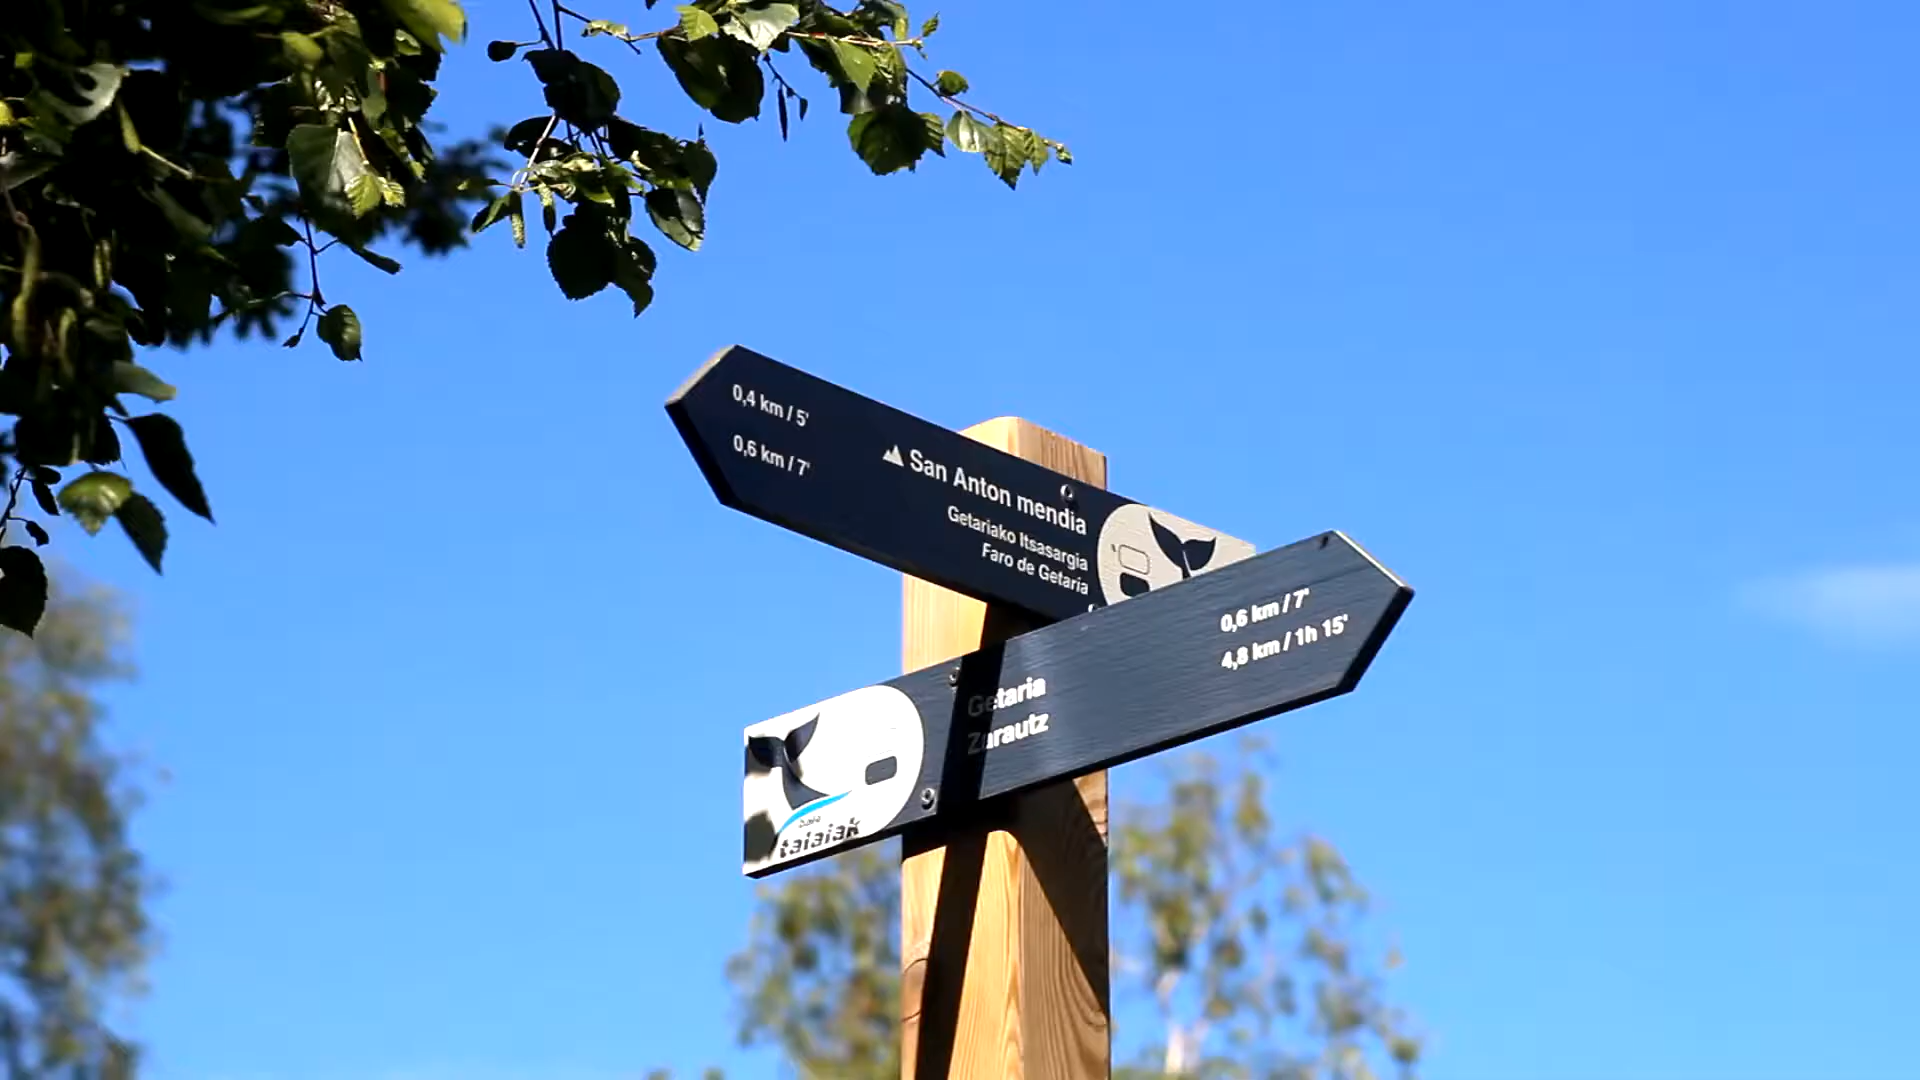 0,4 km / 5'
0,6 km / 7'
San Anton mendia
Getariako Itsasargia
Faro de Getaria
0,6 km / 7'
4,8 km / 1h 15'
Getaria
Zarautz
talaiak